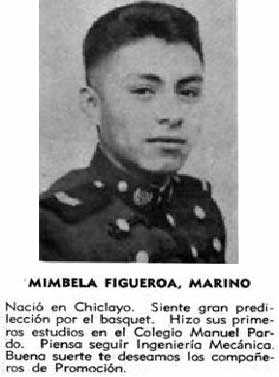 MIMBELA FIGUEROA, MARINO
Nació en Chiclayo. Siente gran predi-
lección por el basquet. Hizo sus prime-
ros estudios en el Colegio Manuel Par-
do. Piensa seguir Ingeniería Mecánica.
Buena suerte te deseamos los compañe-
ros de Promoción.